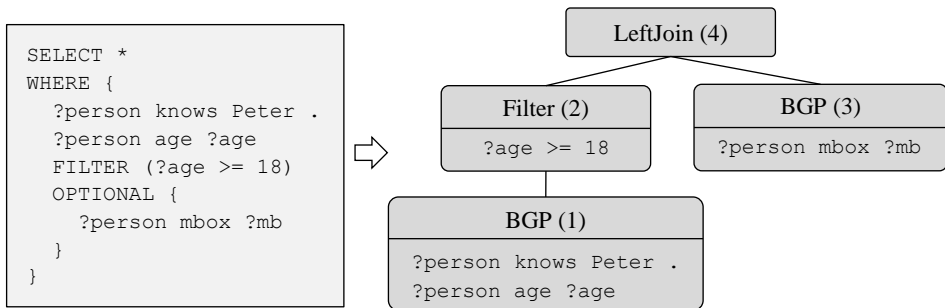 SELECT *
WHERE {
?person knows Peter .
?person age ?age
FILTER (?age >= 18)
OPTIONAL {
?person mbox ?mb
}
}
LeftJoin (4)
Filter (2)
?age >= 18
BGP (3)
?person mbox ?mb
BGP (1)
?person knows Peter .
?person age ?age